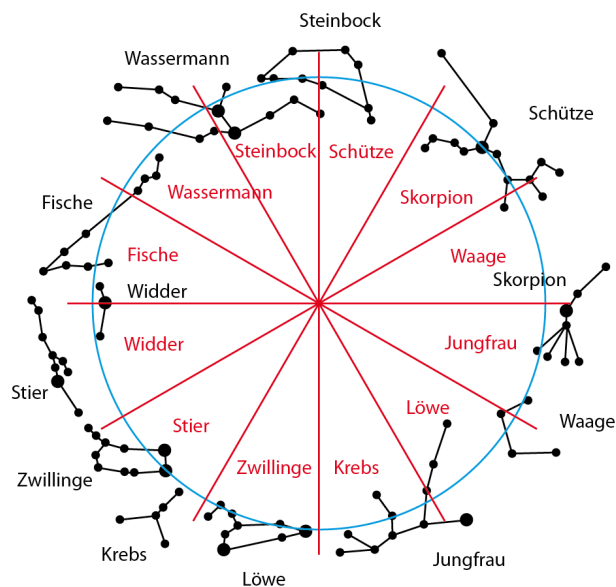 Steinbock
Wassermann
Schütze
Steinbock
Schütze
Wassermann
Skorpion
Fische
Fische
Waage
Skorpion
Widder
Widder
Jungfrau
Stier
Löwe
Waage
Stier
Zwillinge
Zwillinge
Krebs
Krebs
Jungfrau
Löwe